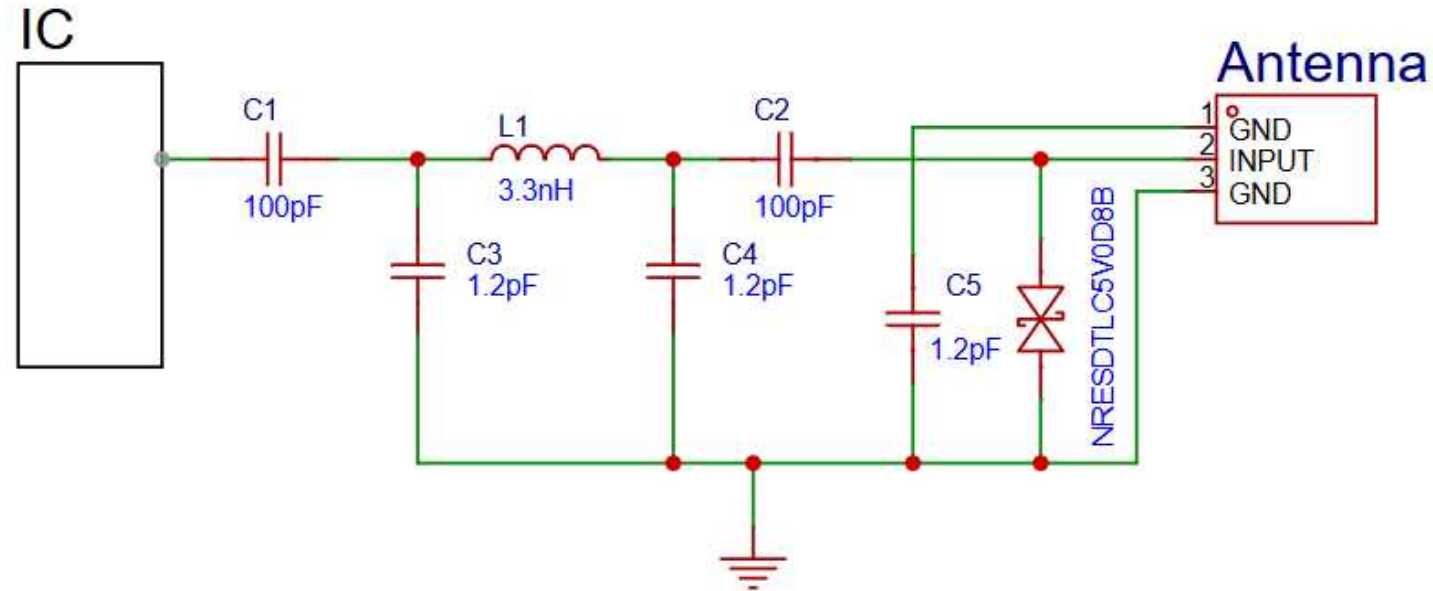 IC
Antenna
C1
100pF
L1
3.3nH
C2
100pF
1
GND
2
INPUT
3
GND
C3
1.2pF
C4
1.2pF
C5
1.2pF
NRESDTLC5V0D8B